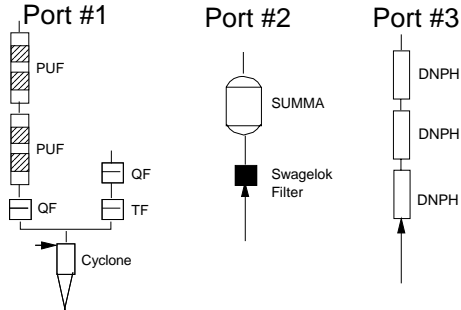 Port #1
Port #2
Port #3
PUF
PUF
QF
QF
TF
Cyclone
SUMMA
Swagelok
Filter
DNPH
DNPH
DNPH